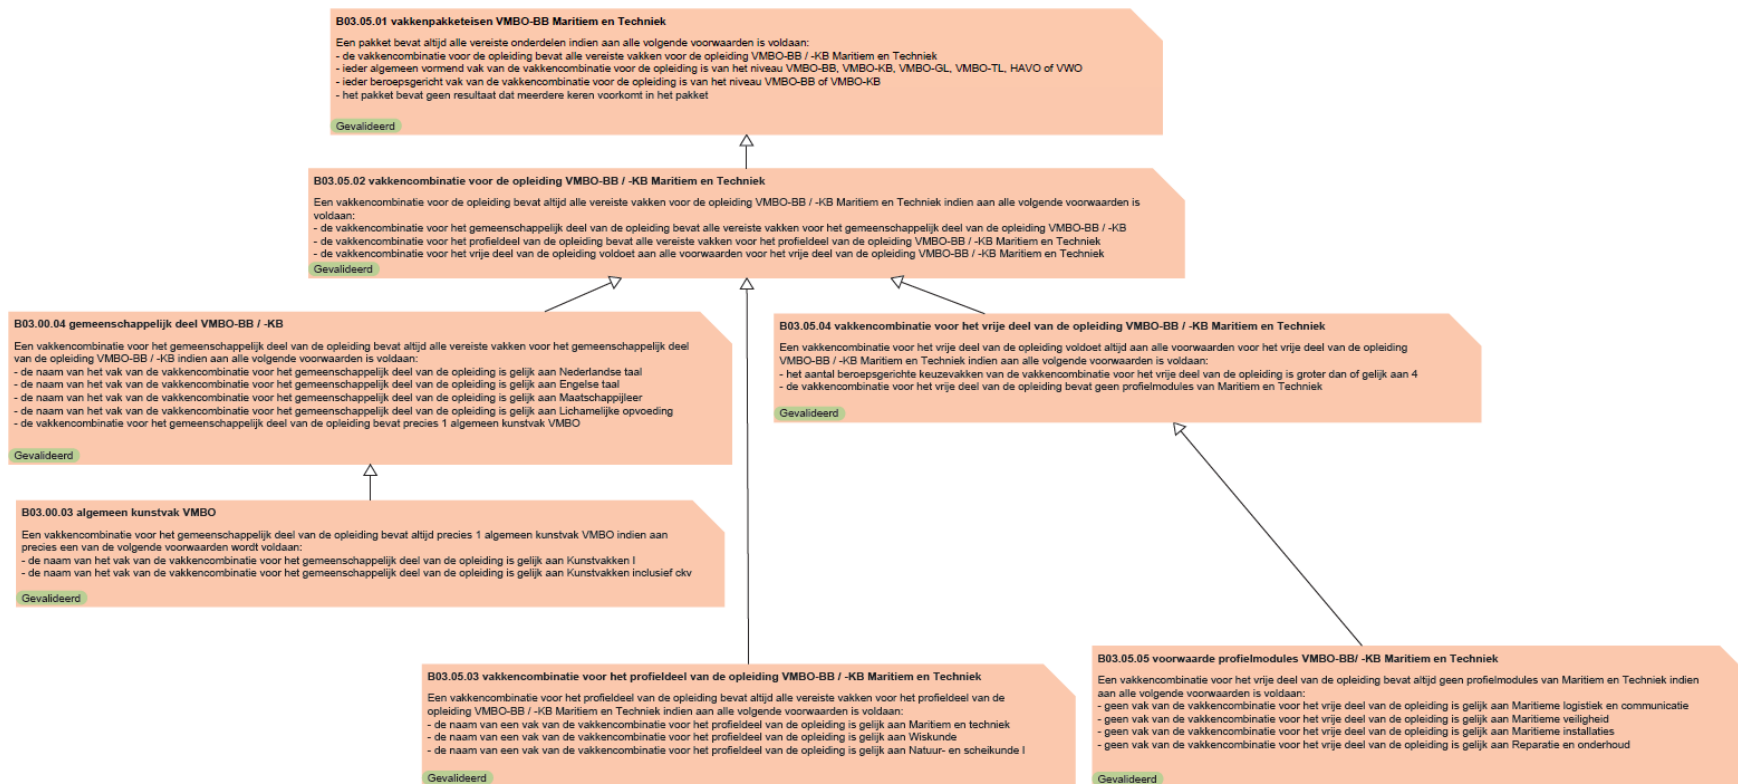 B03.05.01 vakkenpakketeisen VMBO-BB Maritiem en Techniek
Een pakket bevat altijd alle vereiste onderdelen indien aan alle volgende voorwaarden is voldaan:
- de vakkencombinatie voor de opleiding bevat alle vereiste vakken voor de opleiding VMBO-BB / -KB Maritiem en Techniek
- ieder algemeen vormend vak van de vakkencombinatie voor de opleiding is van het niveau VMBO-BB, VMBO-KB, VMBO-GL, VMBO-TL, HAVO of VWO
- ieder beroepsgericht vak van de vakkencombinatie voor de opleiding is van het niveau VMBO-BB of VMBO-KB
- het pakket bevat geen resultaat dat meerdere keren voorkomt in het pakket
Gevalideerd
B03.05.02 vakkencombinatie voor de opleiding VMBO-BB / -KB Maritiem en Techniek
Een vakkencombinatie voor de opleiding bevat altijd alle vereiste vakken voor de opleiding VMBO-BB / -KB Maritiem en Techniek indien aan alle volgende voorwaarden is
voldaan:
- de vakkencombinatie voor het gemeenschappelijk deel van de opleiding bevat alle vereiste vakken voor het gemeenschappelijk deel van de opleiding VMBO-BB / -KB
- de vakkencombinatie voor het profieldeel van de opleiding bevat alle vereiste vakken voor het profieldeel van de opleiding VMBO-BB / -KB Maritiem en Techniek
- de vakkencombinatie voor het vrije deel van de opleiding voldoet aan alle voorwaarden voor het vrije deel van de opleiding VMBO-BB / -KB Maritiem en Techniek
Gevalideerd
B03.00.04 gemeenschappelijk deel VMBO-BB / -KB
Een vakkencombinatie voor het gemeenschappelijk deel van de opleiding bevat altijd alle vereiste vakken voor het gemeenschappelijk deel
van de opleiding VMBO-BB / -KB indien aan alle volgende voorwaarden is voldaan:
- de naam van het vak van de vakkencombinatie voor het gemeenschappelijk deel van de opleiding is gelijk aan Nederlandse taal
- de naam van het vak van de vakkencombinatie voor het gemeenschappelijk deel van de opleiding is gelijk aan Engelse taal
- de naam van het vak van de vakkencombinatie voor het gemeenschappelijk deel van de opleiding is gelijk aan Maatschappijleer
- de naam van het vak van de vakkencombinatie voor het gemeenschappelijk deel van de opleiding is gelijk aan Lichamelijke opvoeding
- de vakkencombinatie voor het gemeenschappelijk deel van de opleiding bevat precies 1 algemeen kunstvak VMBO
Gevalideerd
B03.05.04 vakkencombinatie voor het vrije deel van de opleiding VMBO-BB / -KB Maritiem en Techniek
Een vakkencombinatie voor het vrije deel van de opleiding voldoet altijd aan alle voorwaarden voor het vrije deel van de opleiding
VMBO-BB / -KB Maritiem en Techniek indien aan alle volgende voorwaarden is voldaan:
- het aantal beroepsgerichte keuzevakken van de vakkencombinatie voor het vrije deel van de opleiding is groter dan of gelijk aan 4
- de vakkencombinatie voor het vrije deel van de opleiding bevat geen profielmodules van Maritiem en Techniek
Gevalideerd
B03.00.03 algemeen kunstvak VMBO
Een vakkencombinatie voor het gemeenschappelijk deel van de opleiding bevat altijd precies 1 algemeen kunstvak VMBO indien aan
precies een van de volgende voorwaarden wordt voldaan:
- de naam van het vak van de vakkencombinatie voor het gemeenschappelijk deel van de opleiding is gelijk aan Kunstvakken I
- de naam van het vak van de vakkencombinatie voor het gemeenschappelijk deel van de opleiding is gelijk aan Kunstvakken inclusief ckv
Gevalideerd
B03.05.03 vakkencombinatie voor het profieldeel van de opleiding VMBO-BB / -KB Maritiem en Techniek
Een vakkencombinatie voor het profieldeel van de opleiding bevat altijd alle vereiste vakken voor het profieldeel van de
opleiding VMBO-BB / -KB Maritiem en Techniek indien aan alle volgende voorwaarden is voldaan:
- de naam van een vak van de vakkencombinatie voor het profieldeel van de opleiding is gelijk aan Maritiem en techniek
- de naam van een vak van de vakkencombinatie voor het profieldeel van de opleiding is gelijk aan Wiskunde
- de naam van een vak van de vakkencombinatie voor het profieldeel van de opleiding is gelijk aan Natuur- en scheikunde I
Gevalideerd
B03.05.05 voorwaarde profielmodules VMBO-BB/ -KB Maritiem en Techniek
Een vakkencombinatie voor het vrije deel van de opleiding bevat altijd geen profielmodules van Maritiem en Techniek indien
aan alle volgende voorwaarden is voldaan:
- geen vak van de vakkencombinatie voor het vrije deel van de opleiding is gelijk aan Maritieme logistiek en communicatie
- geen vak van de vakkencombinatie voor het vrije deel van de opleiding is gelijk aan Maritieme veiligheid
- geen vak van de vakkencombinatie voor het vrije deel van de opleiding is gelijk aan Maritieme installaties
- geen vak van de vakkencombinatie voor het vrije deel van de opleiding is gelijk aan Reparatie en onderhoud
Gevalideerd